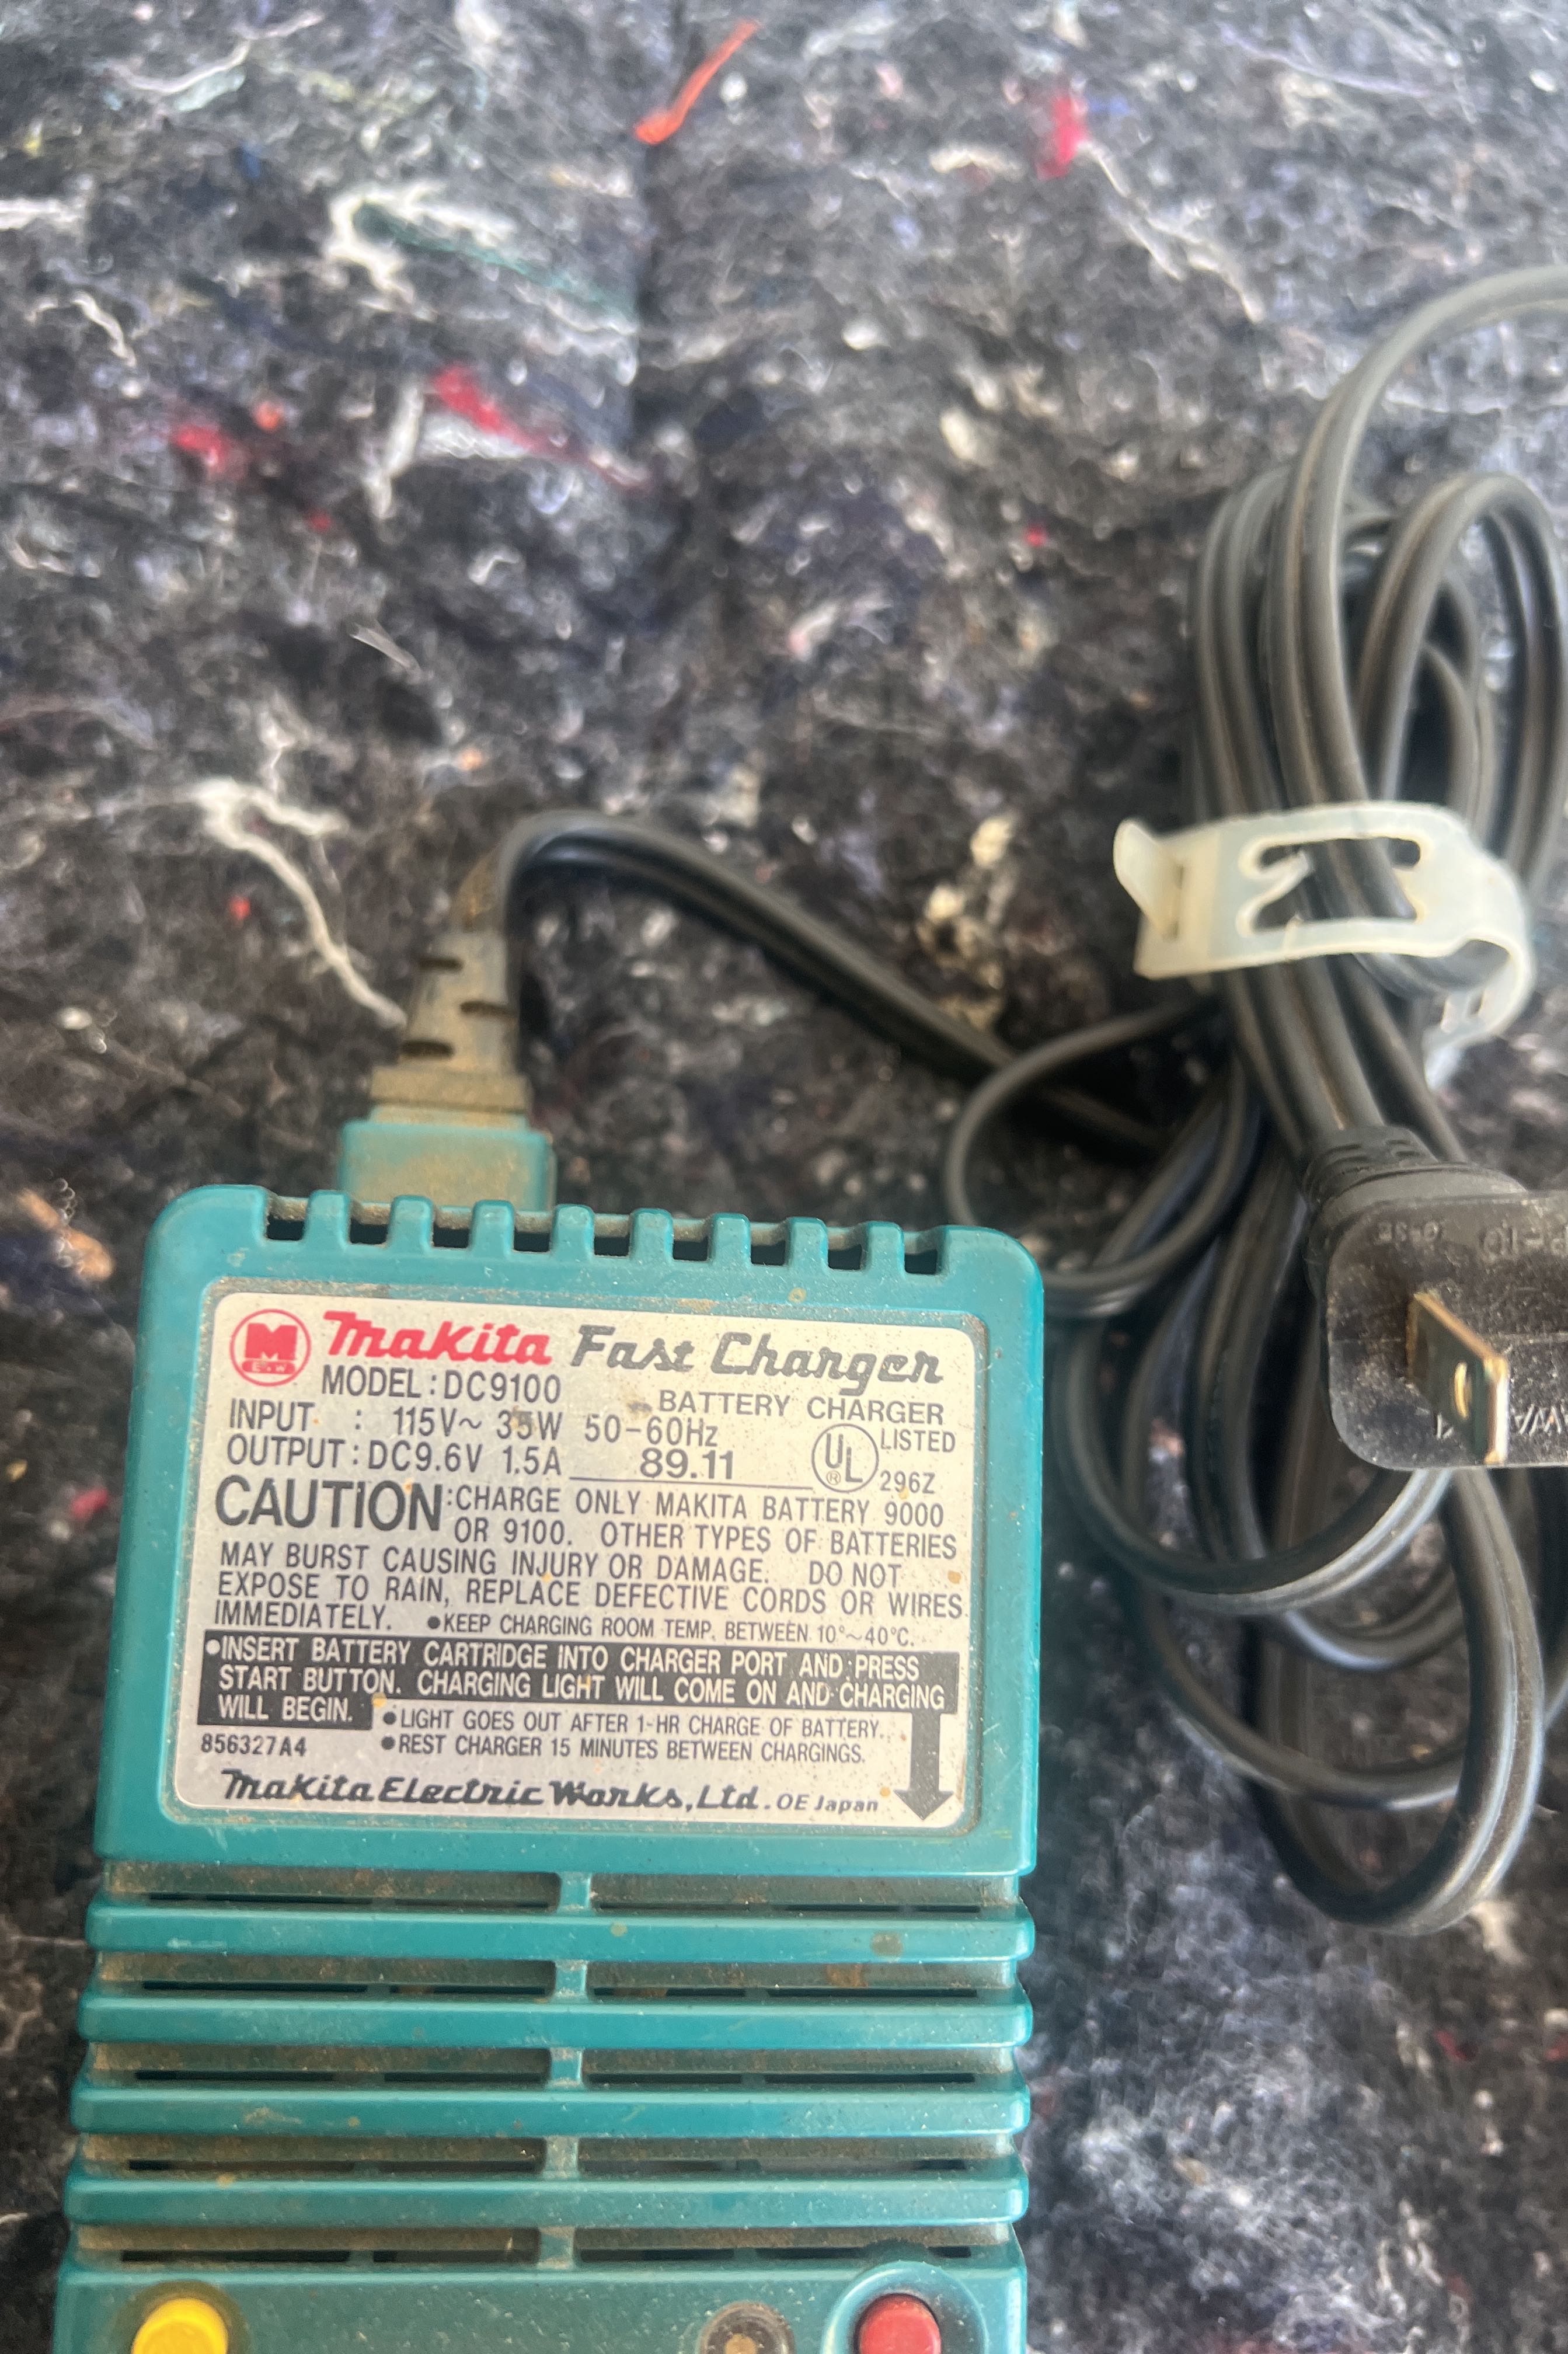 M
Makita Fast Charger
MODEL : DC9100
BATTERY CHARGER
INPUT : 115V~ 35W 50-60Hz
OUTPUT : DC9.6V 1.5A 89.11
UL ® LISTED
296Z
CAUTION : CHARGE ONLY MAKITA BATTERY 9000
OR 9100. OTHER TYPES OF BATTERIES
MAY BURST CAUSING INJURY OR DAMAGE. DO NOT
EXPOSE TO RAIN, REPLACE DEFECTIVE CORDS OR WIRES
IMMEDIATELY. ●KEEP CHARGING ROOM TEMP. BETWEEN 10°~40°C.
●INSERT BATTERY CARTRIDGE INTO CHARGER PORT AND PRESS
START BUTTON. CHARGING LIGHT WILL COME ON AND CHARGING
WILL BEGIN.
●LIGHT GOES OUT AFTER 1-HR CHARGE OF BATTERY.
856327A4 ●REST CHARGER 15 MINUTES BETWEEN CHARGINGS.
Makita Electric Works, Ltd. OE Japan